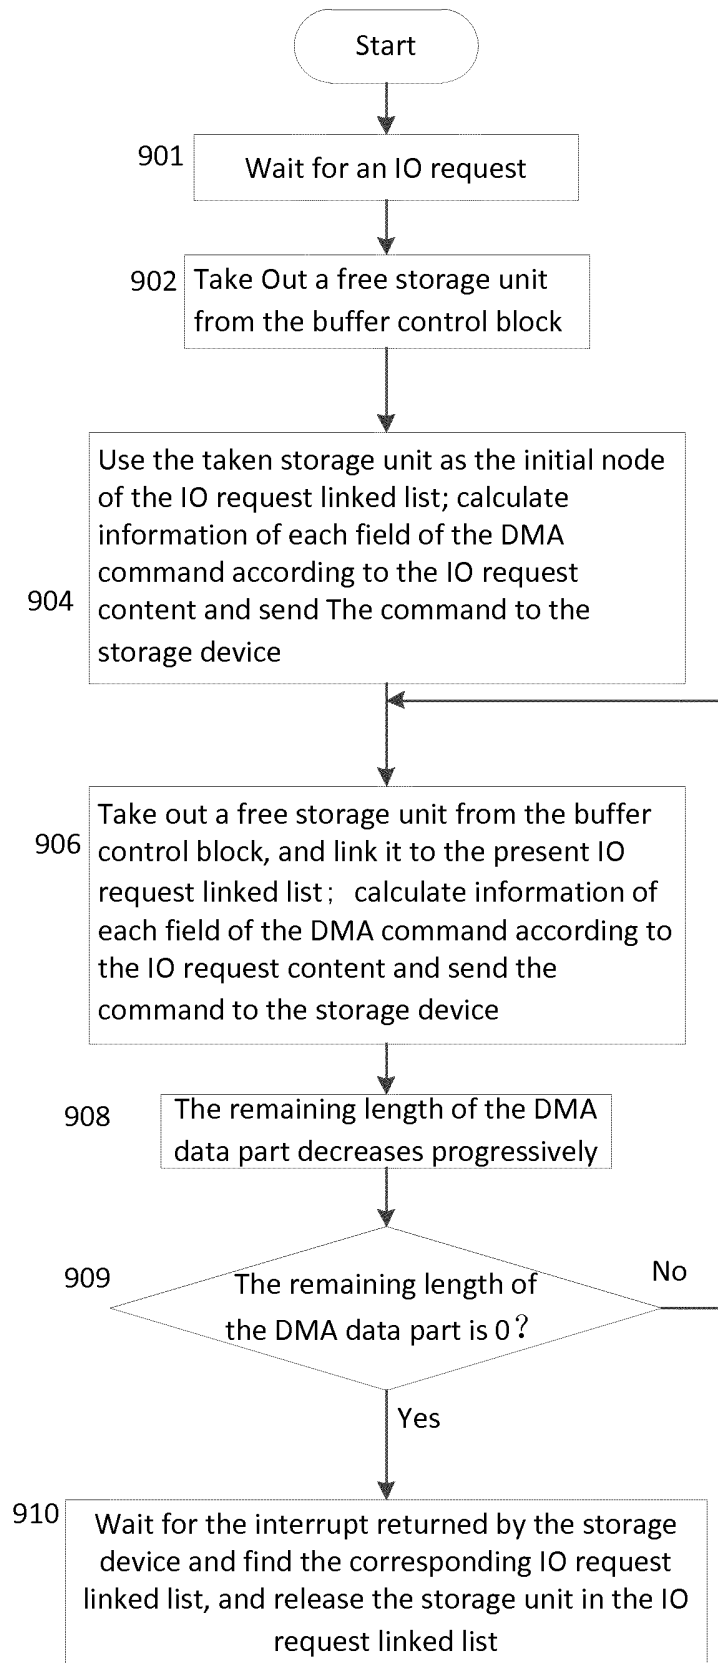 Start
901
Wait for an IO request
902
Take Out a free storage unit
from the buffer control block
Use the taken storage unit as the initial node
of the IO request linked list; calculate
information of each field of the DMA
command according to the IO request
904
content and send The command to the
storage device
Take out a free storage unit from the buffer
906
control block, and link it to the present IO
request linked list； calculate information of
each field of the DMA command according to
the IO request content and send the
command to the storage device
908
The remaining length of the DMA
data part decreases progressively
909
The remaining length of
the DMA data part is 0？
No
Yes
910
Wait for the interrupt returned by the storage
device and find the corresponding IO request
linked list, and release the storage unit in the IO
request linked list